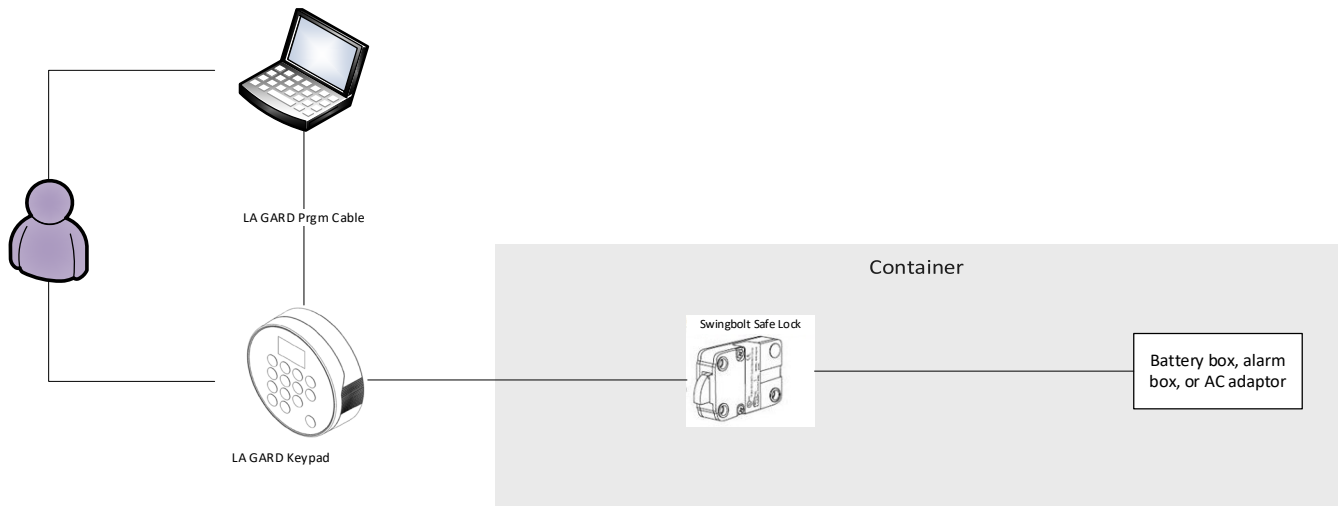 LA GARD Prgm Cable
Container
Swingbolt Safe Lock
Battery box, alarm
box, or AC adaptor
LA GARD Keypad